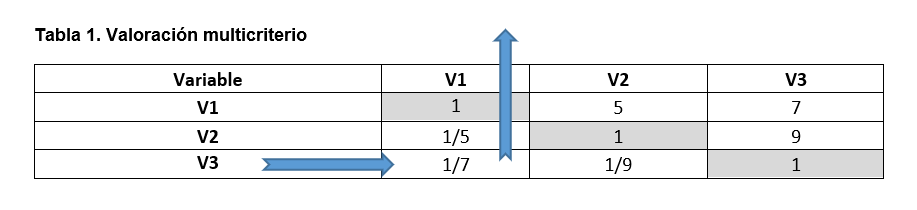 Tabla 1. Valoración multicriterio
Variable V1 V2 V3
V1 1 5 7
V2 1/5 1 9
V3 1/7 1/9 1